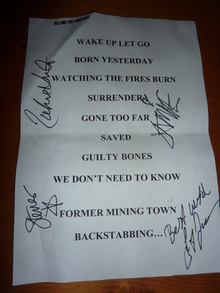 WAKE UP LET GO
BORN YESTERDAY
WATCHING THE FIRES BURN
SURRENDER
GONE TOO FAR
SAVED
GUILTY BONES
WE DON'T NEED TO KNOW
FORMER MINING TOWN
BACKSTABBING...
Best